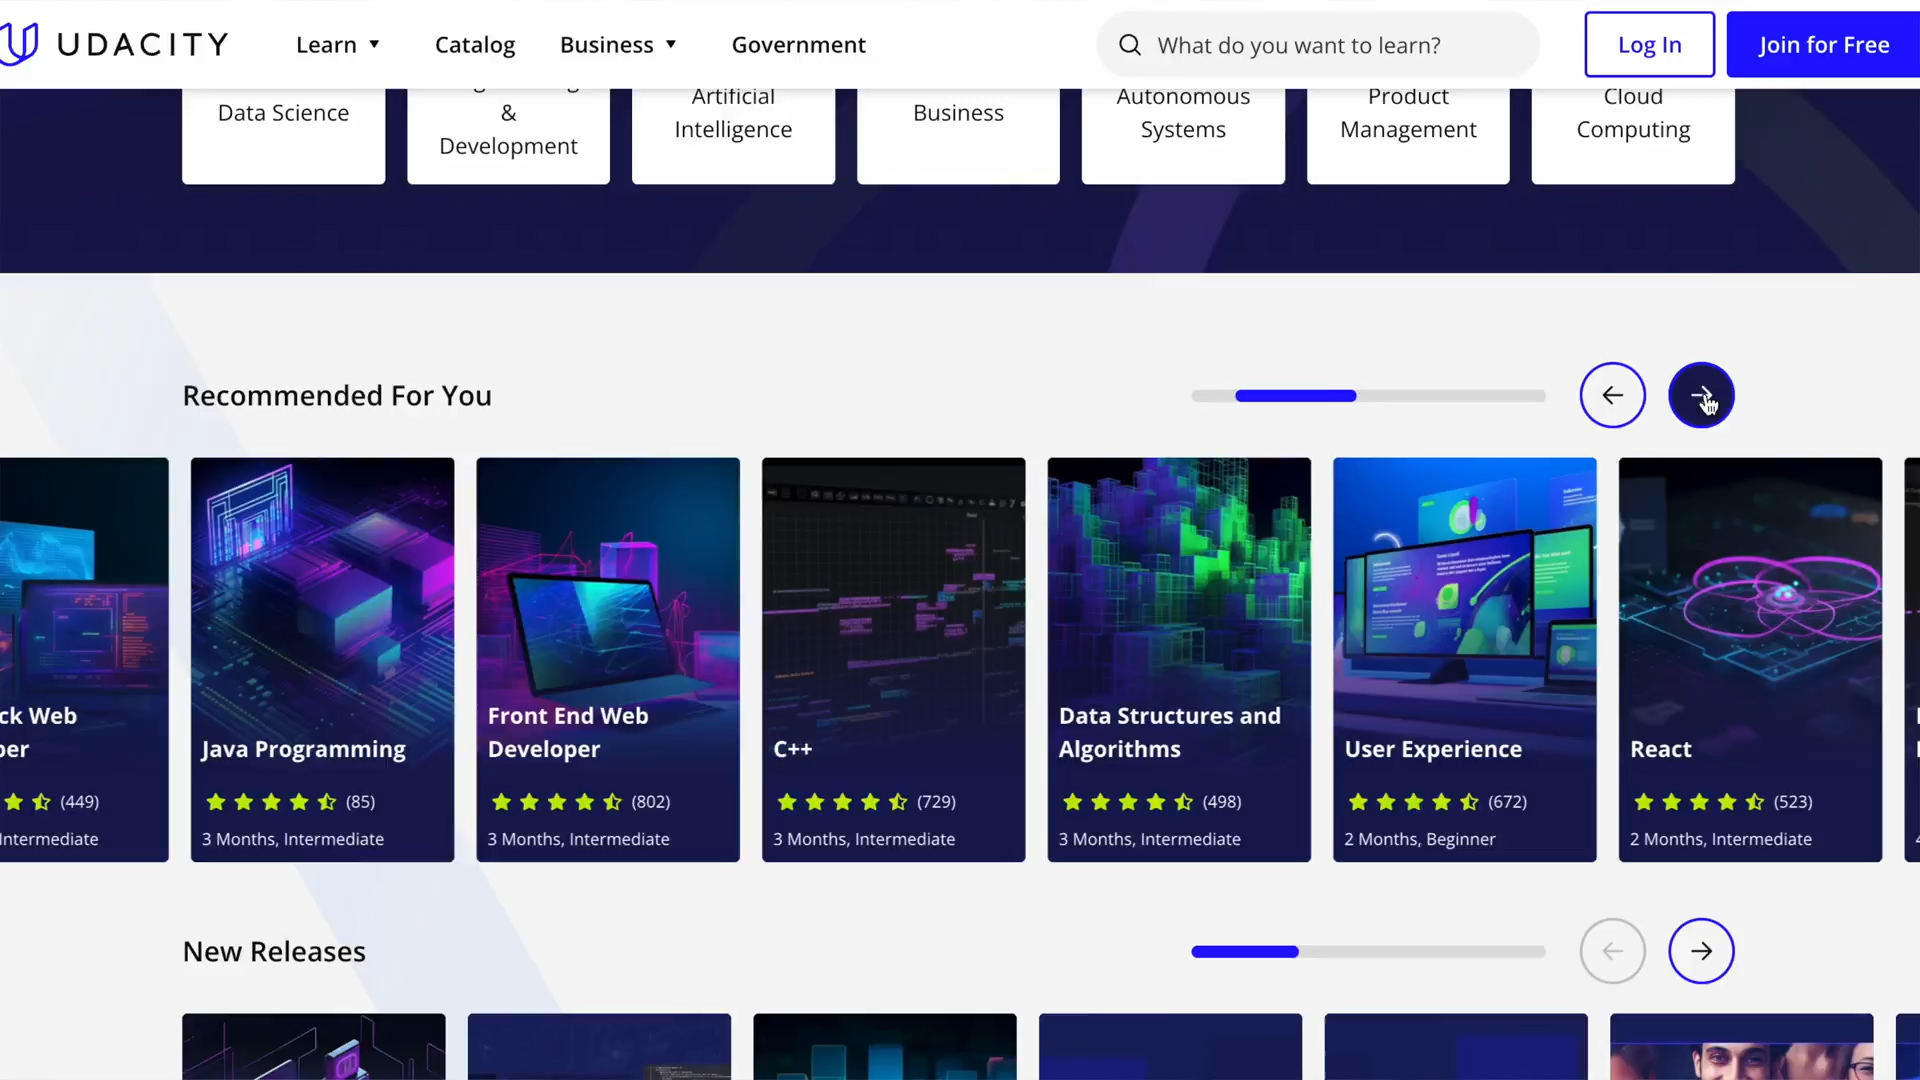 UDACITY
Learn
Catalog
Business
Government
What do you want to learn?
Log In
Join for Free
Data Science
&
Development
Artificial
Intelligence
Business
Autonomous
Systems
Product
Management
Cloud
Computing
Recommended For You
ck Web
per
(449)
Intermediate
Java Programming
(85)
3 Months, Intermediate
Front End Web
Developer
(802)
3 Months, Intermediate
C++
(729)
3 Months, Intermediate
Data Structures and
Algorithms
(498)
3 Months, Intermediate
User Experience
(672)
2 Months, Beginner
React
(523)
2 Months, Intermediate
New Releases